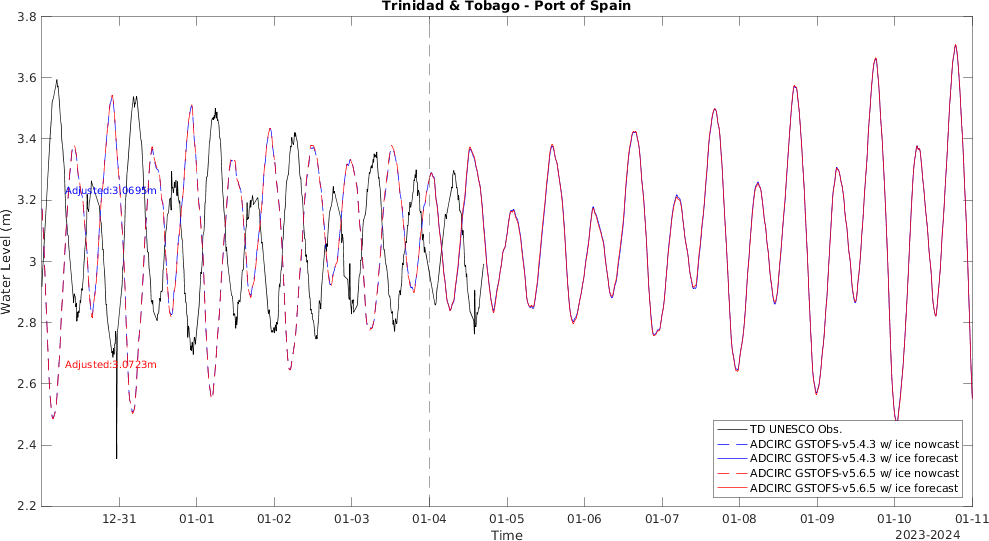 Trinidad & Tobago - Port of Spain
3.8
3.6
3.4
3.2
3
2.8
2.6
2.4
2.2
Water Level (m)
Adjusted:3.0695m
Adjusted:3.0723m
TD UNESCO Obs.
ADCIRC GSTOFS-v5.4.3 w/ ice nowcast
ADCIRC GSTOFS-v5.4.3 w/ ice forecast
ADCIRC GSTOFS-v5.6.5 w/ ice nowcast
ADCIRC GSTOFS-v5.6.5 w/ ice forecast
12-31 01-01 01-02 01-03 01-04 01-05 01-06 01-07 01-08 01-09 01-10 01-11
Time
2023-2024